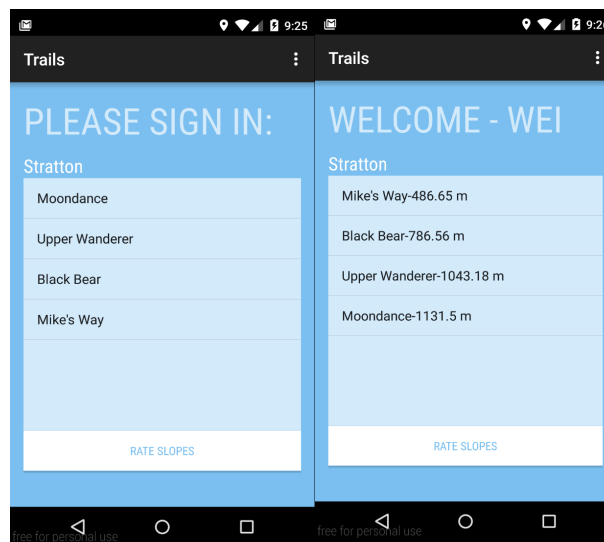 9:25
Trails
PLEASE SIGN IN:
Stratton
Moondance
Upper Wanderer
Black Bear
Mike's Way
RATE SLOPES
free for personal use
Trails
WELCOME - WEI
Stratton
Mike's Way-486.65 m
Black Bear-786.56 m
Upper Wanderer-1043.18 m
Moondance-1131.5 m
RATE SLOPES
free for personal use